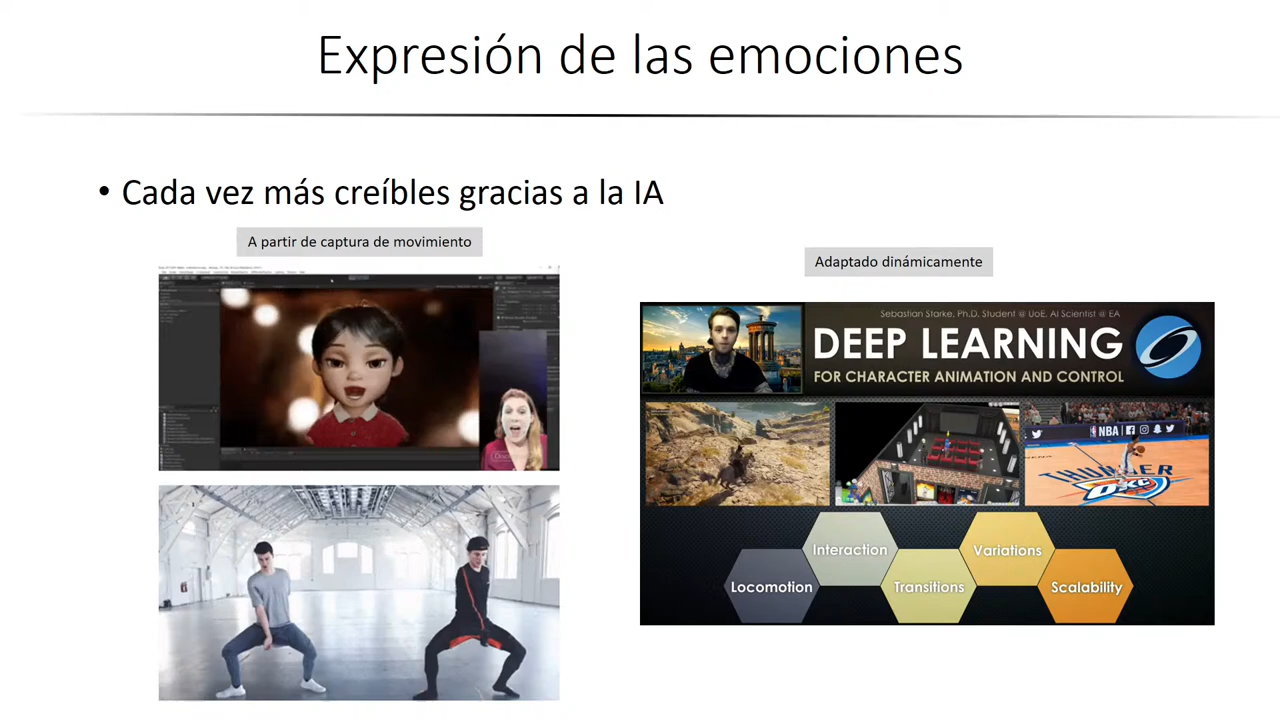 Expresión de las emociones
• Cada vez más creíbles gracias a la IA
A partir de captura de movimiento
Adaptado dinámicamente
Sebastian Starke, Ph.D. Student @ UoE, AI Scientist @ EA
DEEP LEARNING
FOR CHARACTER ANIMATION AND CONTROL
NBA
THUNDER
OKC
Interaction
Variations
Locomotion
Transitions
Scalability